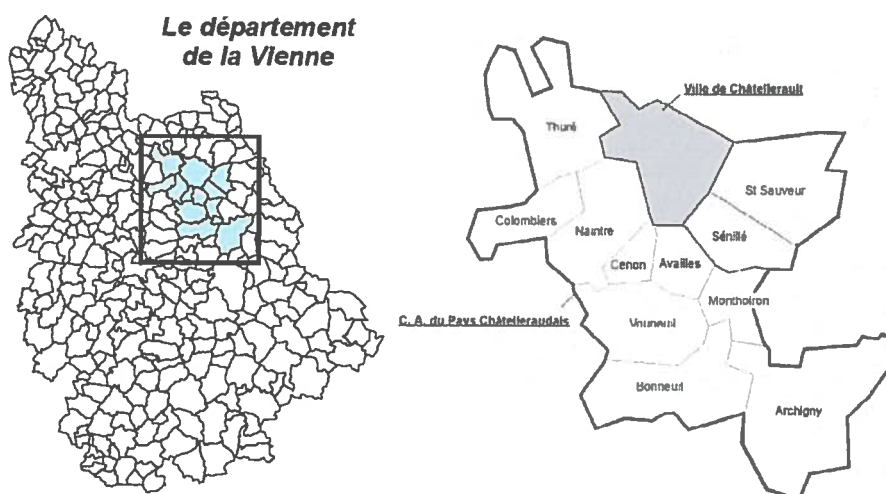 Le département
de la Vienne
Ville de Châtellerault
Thuré
St Sauveur
Colombiers
Naintre
Sénillé
Cenon
Availles
Monthoiron
C. A. du Pays Châtelleraudais
Vouneuil
Bonneuil
Archigny